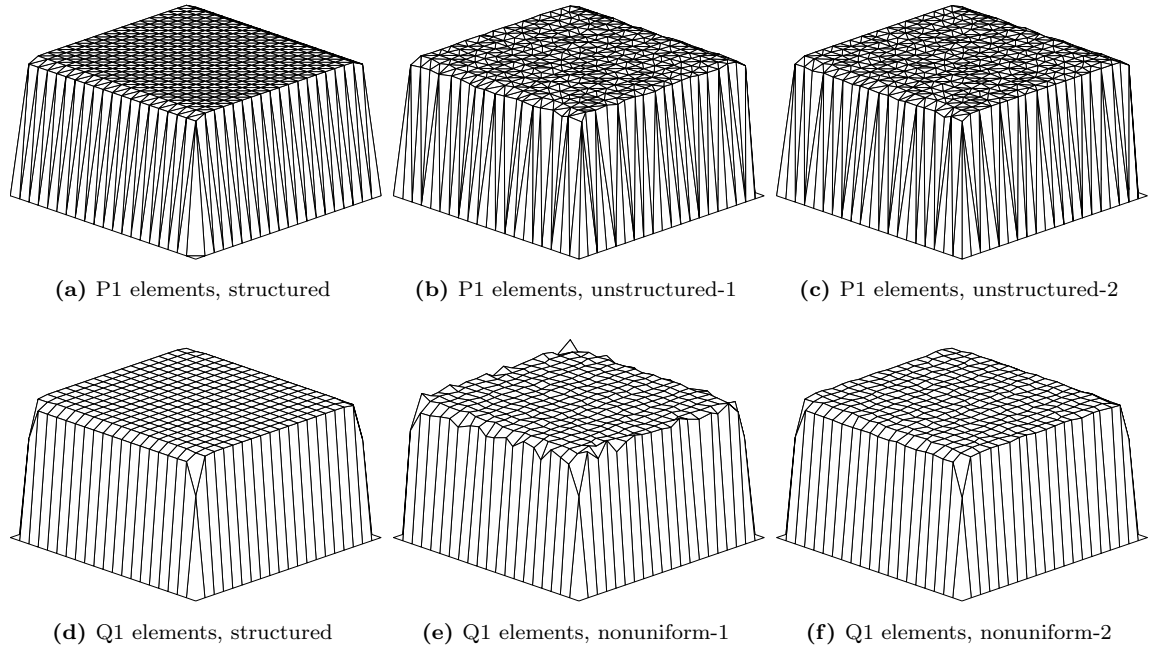 (a) P1 elements, structured
(b) P1 elements, unstructured-1
(c) P1 elements, unstructured-2
(d) Q1 elements, structured
(e) Q1 elements, nonuniform-1
(f) Q1 elements, nonuniform-2